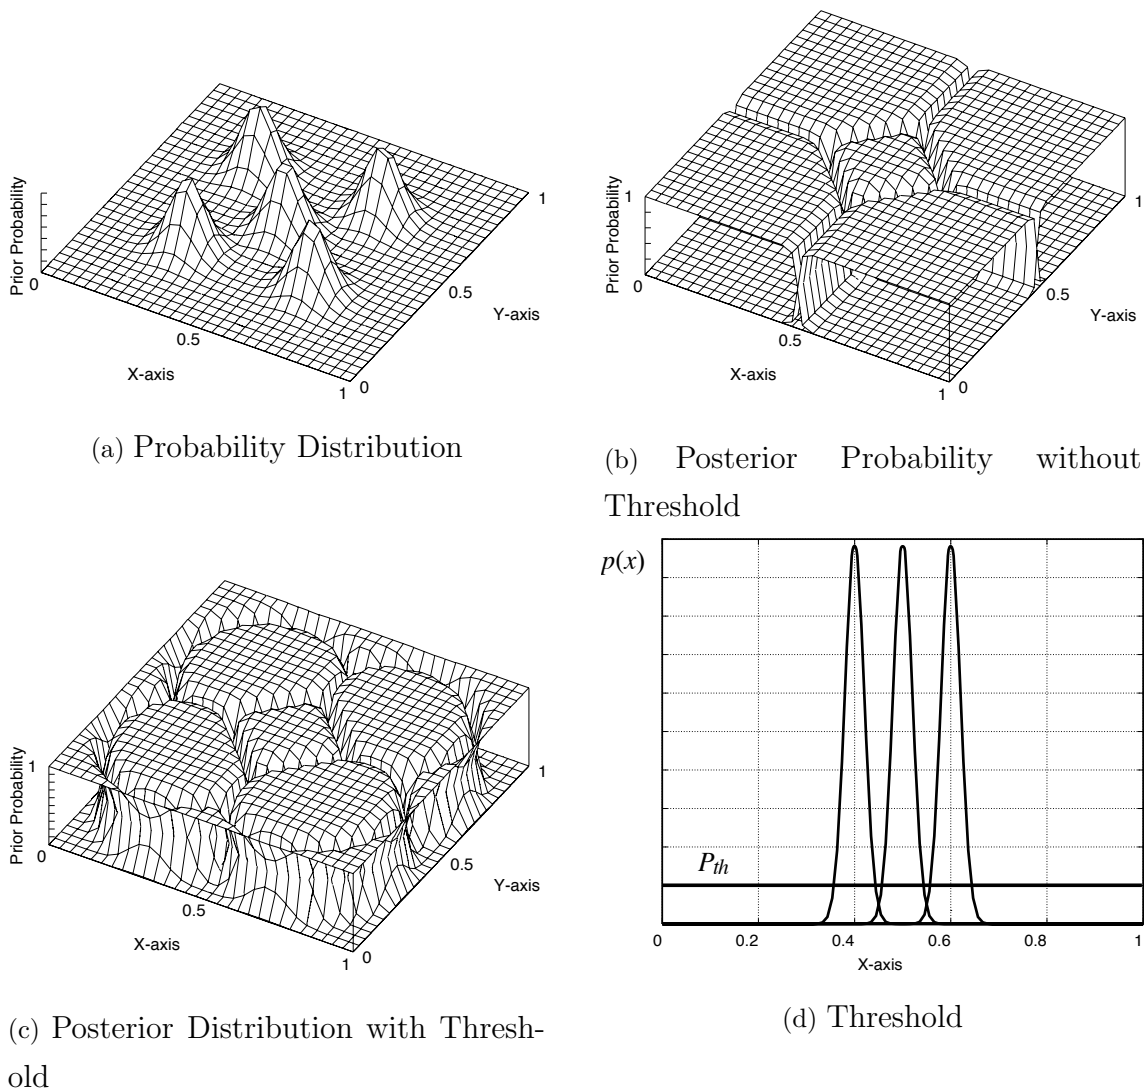 Prior Probability
0
0.5
1
X-axis
0
0.5
1
Y-axis
(a) Probability Distribution
Prior Probability
1
0
0.5
1
X-axis
0
0.5
1
Y-axis
(b) Posterior Probability without
Threshold
Prior Probability
1
0
0.5
1
X-axis
0
0.5
1
Y-axis
(c) Posterior Distribution with Thresh-
old
p(x)
Pth
0 0.2 0.4 0.6 0.8 1
X-axis
(d) Threshold